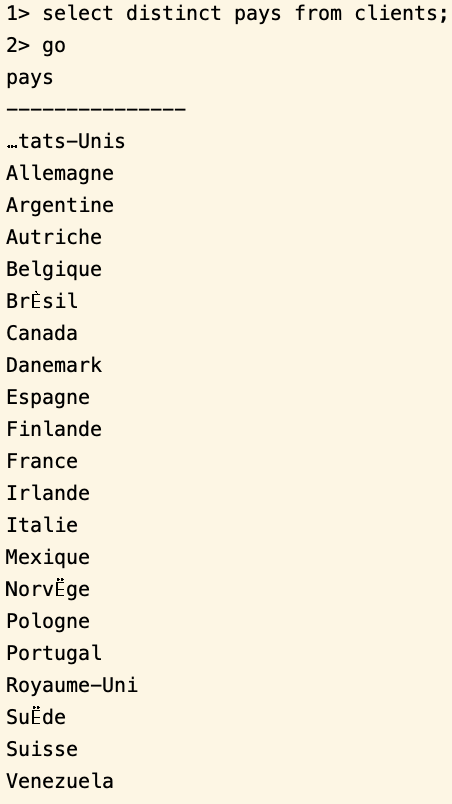 1> select distinct pays from clients;
2> go
pays
---------------
…tats-Unis
Allemagne
Argentine
Autriche
Belgique
BrÈsil
Canada
Danemark
Espagne
Finlande
France
Irlande
Italie
Mexique
NorvËge
Pologne
Portugal
Royaume-Uni
SuËde
Suisse
Venezuela